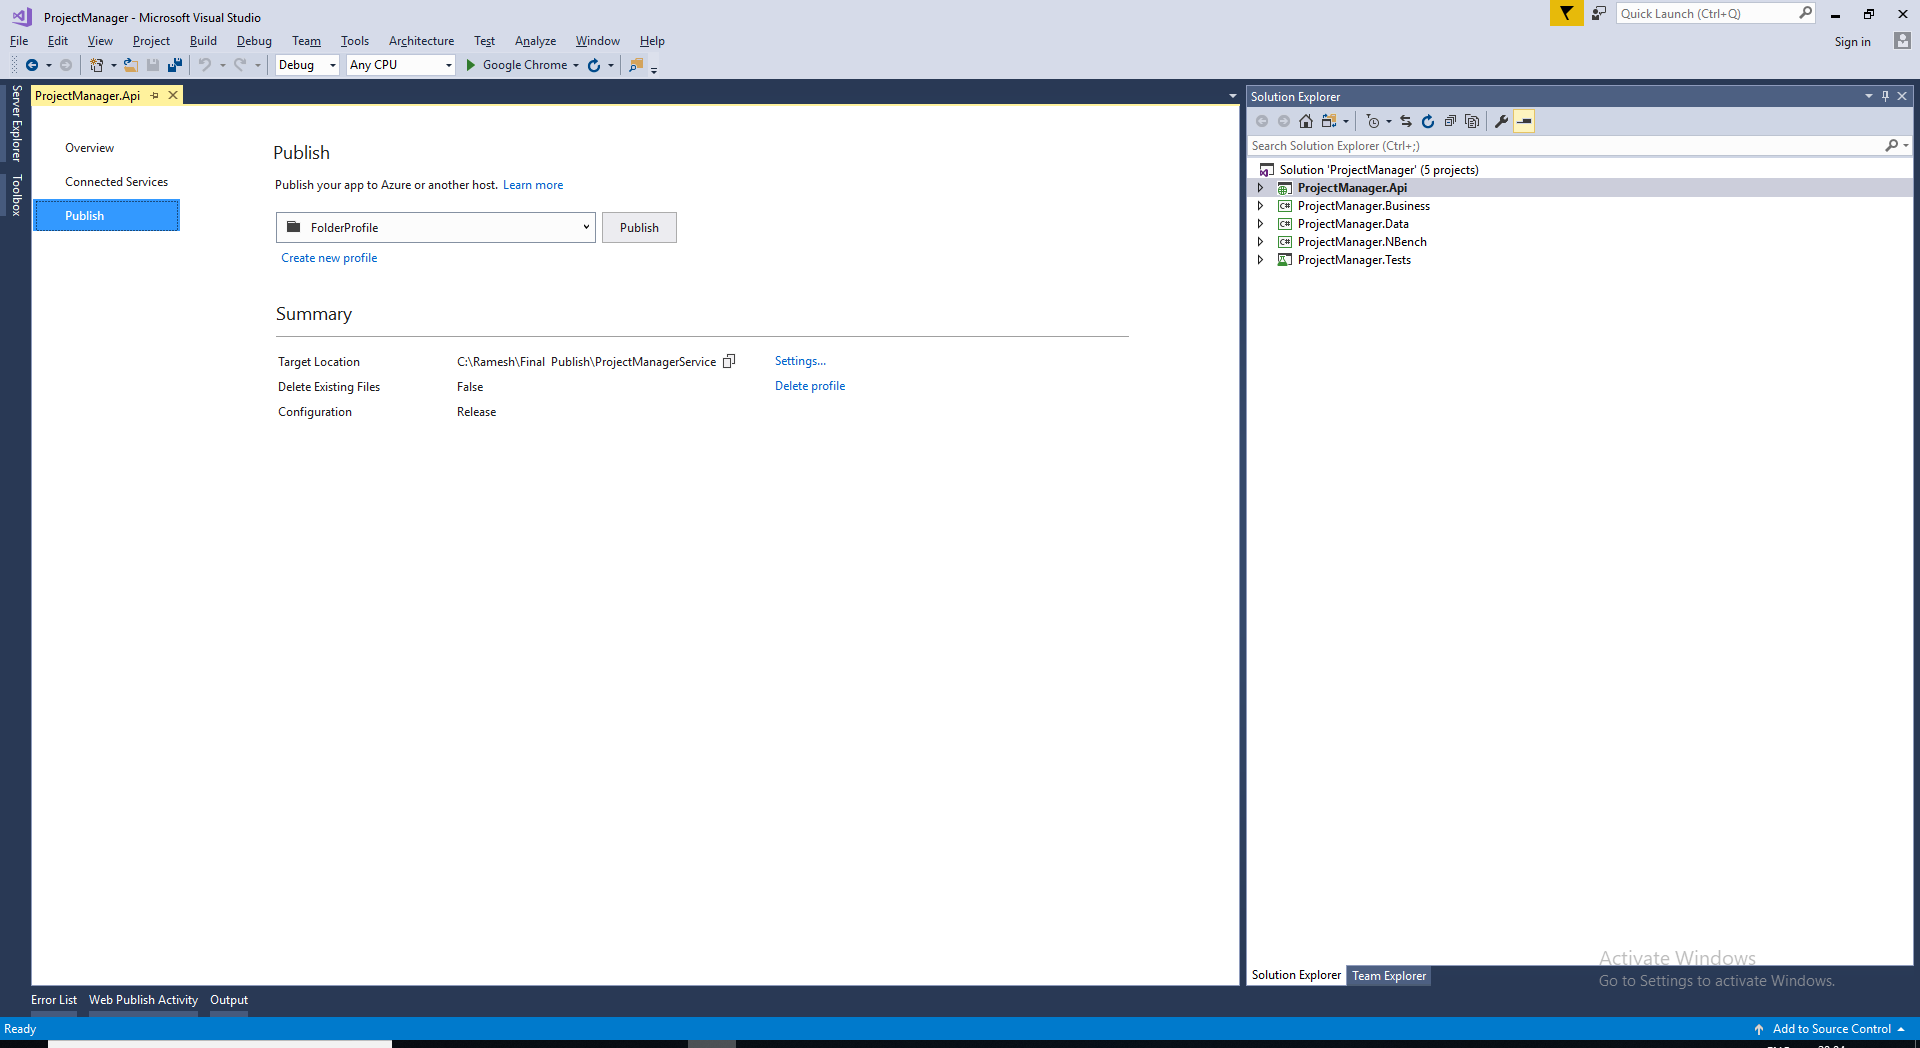 ProjectManager - Microsoft Visual Studio
Quick Launch (Ctrl+Q)
File Edit View Project Build Debug Team Tools Architecture Test Analyze Window Help
Sign in
Debug Any CPU Google Chrome
Server Explorer
Toolbox
ProjectManager.Api
Overview
Connected Services
Publish
Publish
Publish your app to Azure or another host. Learn more
FolderProfile Publish
Create new profile
Summary
Target Location C:\Ramesh\Final Publish\ProjectManagerService Settings...
Delete Existing Files False Delete profile
Configuration Release
Solution Explorer
Search Solution Explorer (Ctrl+;)
Solution 'ProjectManager' (5 projects)
ProjectManager.Api
C# ProjectManager.Business
C# ProjectManager.Data
C# ProjectManager.NBench
ProjectManager.Tests
Activate Windows
Go to Settings to activate Windows.
Solution Explorer Team Explorer
Error List Web Publish Activity Output
Ready
Add to Source Control